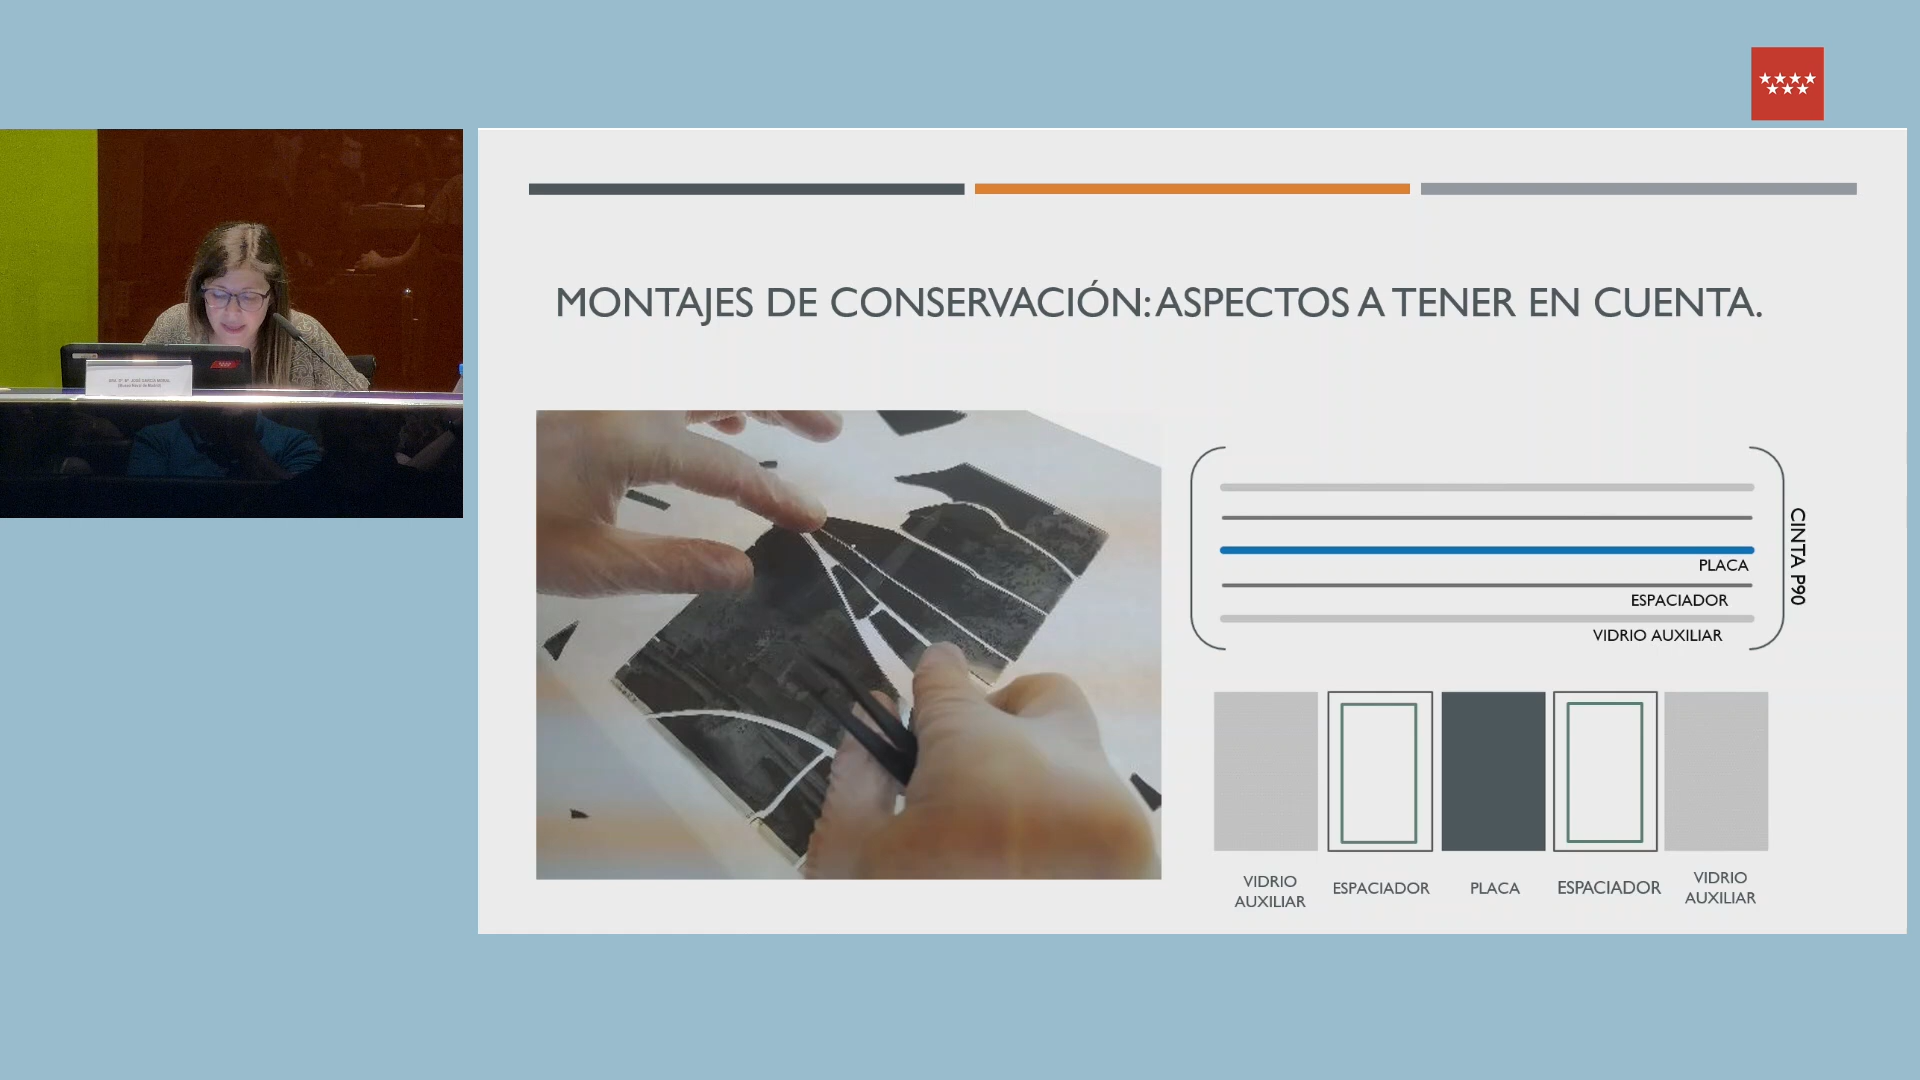 MONTAJES DE CONSERVACIÓN: ASPECTOS A TENER EN CUENTA.
PLACA
ESPACIADOR
VIDRIO AUXILIAR
CINTA P90
VIDRIO
AUXILIAR
ESPACIADOR
PLACA
ESPACIADOR
VIDRIO
AUXILIAR